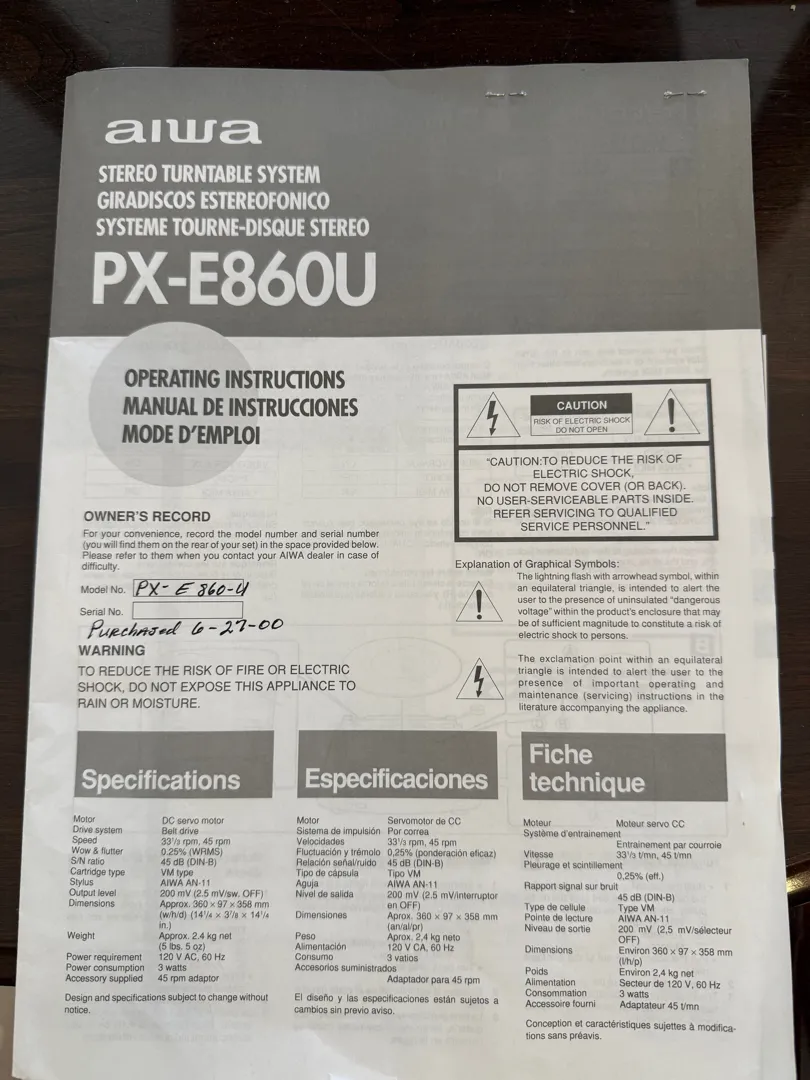 aiwa
STEREO TURNTABLE SYSTEM
GIRADISCOS ESTEREOFONICO
SYSTEME TOURNE-DISQUE STEREO
PX-E860U
OPERATING INSTRUCTIONS
MANUAL DE INSTRUCCIONES
MODE D'EMPLOI
OWNER'S RECORD
For your convenience, record the model number and serial number
(you will find them on the rear of your set) in the space provided below.
Please refer to them when you contact your AIWA dealer in case of
difficulty.
Model No. PX-E 860-U
Serial No.
Purchased 6-27-00
WARNING
TO REDUCE THE RISK OF FIRE OR ELECTRIC
SHOCK, DO NOT EXPOSE THIS APPLIANCE TO
RAIN OR MOISTURE.
CAUTION
RISK OF ELECTRIC SHOCK
DO NOT OPEN
"CAUTION:TO REDUCE THE RISK OF
ELECTRIC SHOCK,
DO NOT REMOVE COVER (OR BACK).
NO USER-SERVICEABLE PARTS INSIDE.
REFER SERVICING TO QUALIFIED
SERVICE PERSONNEL."
Explanation of Graphical Symbols:
The lightning flash with arrowhead symbol, within
an equilateral triangle, is intended to alert the
user to the presence of uninsulated "dangerous
voltage" within the product's enclosure that may
be of sufficient magnitude to constitute a risk of
electric shock to persons.
The exclamation point within an equilateral
triangle is intended to alert the user to the
presence of important operating and
maintenance (servicing) instructions in the
literature accompanying the appliance.
Specifications
Motor DC servo motor
Drive system Belt drive
Speed 33 1/3 rpm, 45 rpm
Wow & flutter 0.25% (WRMS)
S/N ratio 45 dB (DIN-B)
Cartridge type VM type
Stylus AIWA AN-11
Output level 200 mV (2.5 mV/sw. OFF)
Dimensions Approx. 360 × 97 × 358 mm
(w/h/d) (14 1/4 × 3 7/8 × 14 1/4
in.)
Weight Approx. 2.4 kg net
(5 lbs. 5 oz)
Power requirement 120 V AC, 60 Hz
Power consumption 3 watts
Accessory supplied 45 rpm adaptor
Design and specifications subject to change without
notice.
Especificaciones
Motor Servomotor de CC
Sistema de impulsión Por correa
Velocidades 33 1/3 rpm, 45 rpm
Fluctuación y trémolo 0,25% (ponderación eficaz)
Relación señal/ruido 45 dB (DIN-B)
Tipo de cápsula Tipo VM
Aguja AIWA AN-11
Nivel de salida 200 mV (2.5 mV/interruptor
en OFF)
Dimensiones Aprox. 360 × 97 × 358 mm
(an/al/pr)
Peso Aprox. 2,4 kg neto
Alimentación 120 V CA, 60 Hz
Consumo 3 vatios
Accesorios suministrados
Adaptador para 45 rpm
El diseño y las especificaciones están sujetos a
cambios sin previo aviso.
Fiche
technique
Moteur Moteur servo CC
Système d'entrainement
Entrainement par courroie
Vitesse 33 1/3 t/mn, 45 t/mn
Pleurage et scintillement
0,25% (eff.)
Rapport signal sur bruit
45 dB (DIN-B)
Type de cellule Type VM
Pointe de lecture AIWA AN-11
Niveau de sortie 200 mV (2,5 mV/sélecteur
OFF)
Dimensions Environ 360 × 97 × 358 mm
(l/h/p)
Poids Environ 2,4 kg net
Alimentation Secteur de 120 V, 60 Hz
Consommation 3 watts
Accessoire fourni Adaptateur 45 t/mn
Conception et caractéristiques sujettes à modifica-
tions sans préavis.